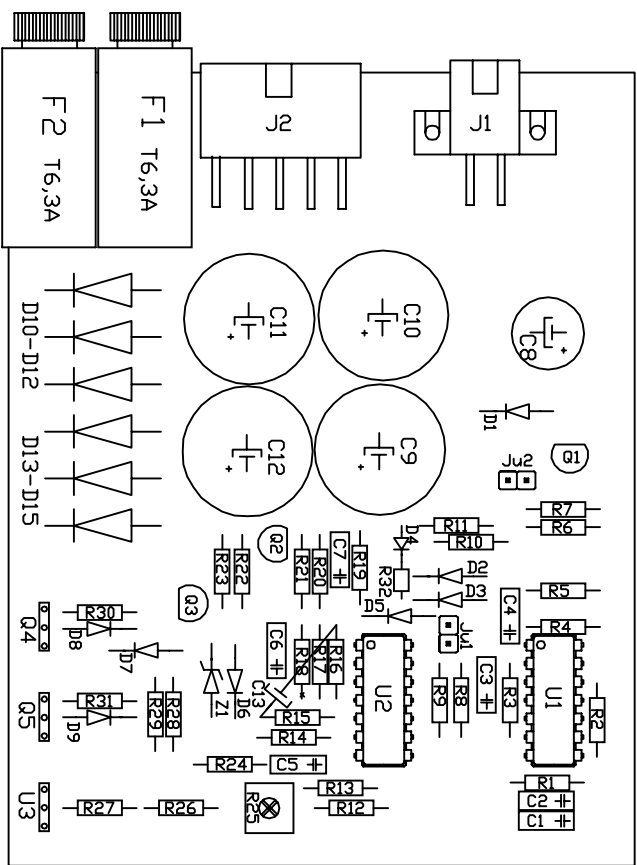 F2 T6,3A
F1 T6,3A
J2
J1
C11
C10
C8
D10-D12
C12
C9
D1
D13-D15
Ju2
Q1
R7
R6
R11
R10
D4
Q2
C7
R23
R22
R21
R20
R19
R32
D2
D3
R5
C4
R4
Q3
D5
Ju1
R30
Q4
D8
D7
C6
R18
R17
R16
U2
R9
R8
C3
R3
U1
R2
R31
Q5
D9
R29
R28
Z1
D6
C13
R15
R14
R24
C5
R1
C2
C1
U3
R27
R26
R25
R13
R12